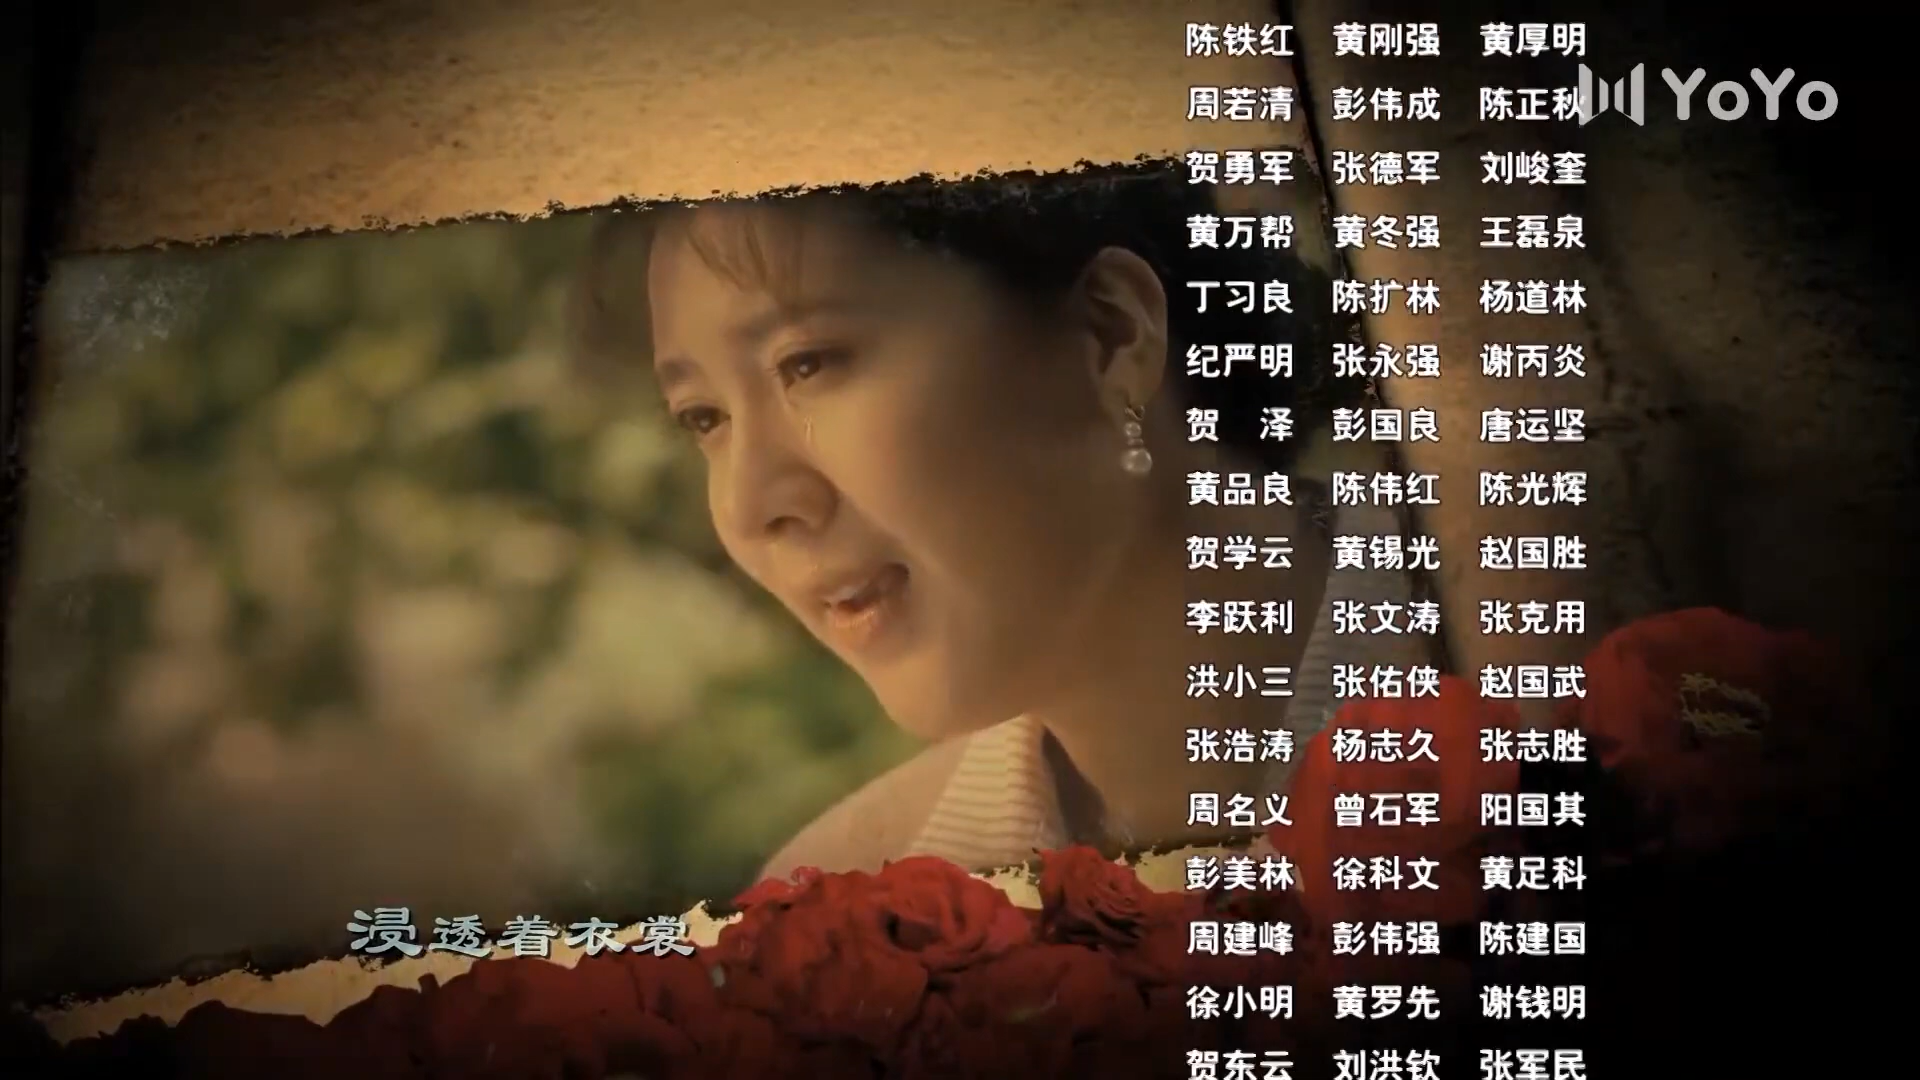 陈铁红 黄刚强 黄厚明
YoYo
周若清 彭伟成 陈正秋
贺勇军 张德军 刘峻奎
黄万帮 黄冬强 王磊泉
丁习良 陈扩林 杨道林
纪严明 张永强 谢丙炎
贺 泽 彭国良 唐运坚
黄品良 陈伟红 陈光辉
贺学云 黄锡光 赵国胜
李跃利 张文涛 张克用
洪小三 张佑侠 赵国武
张浩涛 杨志久 张志胜
周名义 曾石军 阳国其
彭美林 徐科文 黄足科
周建峰 彭伟强 陈建国
浸透着衣裳
徐小明 黄罗先 谢钱明
贺东云 刘洪钦 张军民